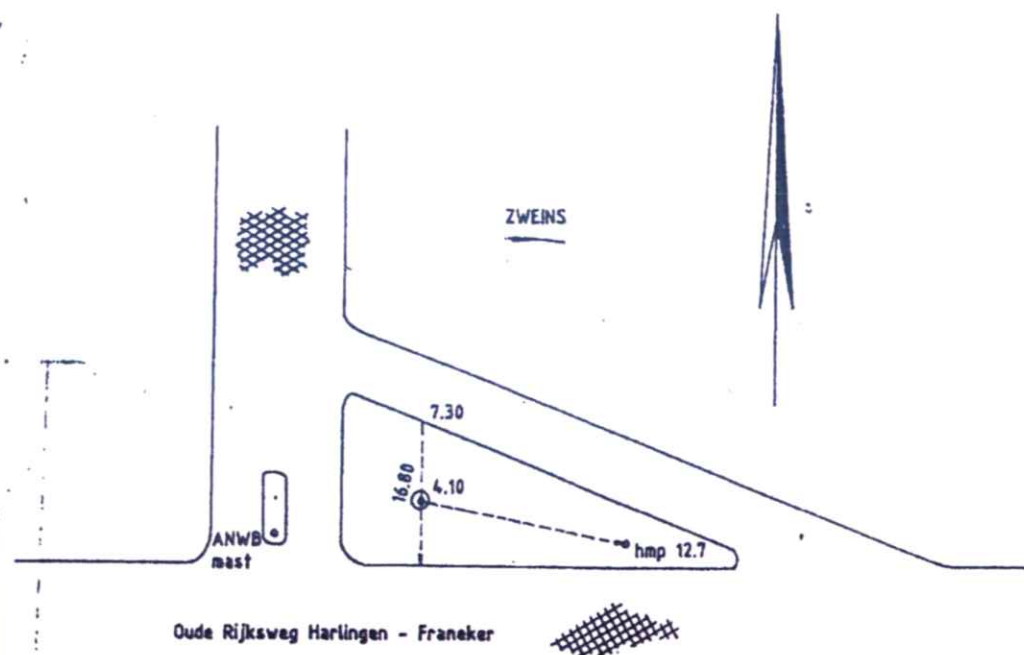 ZWEINS
7.30
16.80
4.10
ANWB
mast
hmp 12.7
Oude Rijksweg Harlingen - Franeker